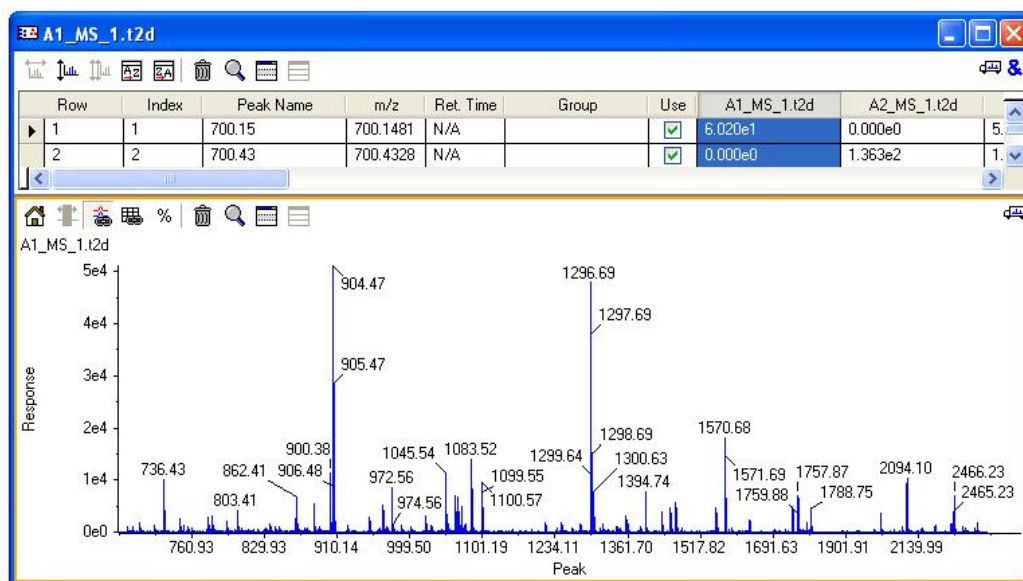 A1_MS_1.t2d
&
Row Index Peak Name m/z Ret. Time Group Use A1_MS_1.t2d A2_MS_1.t2d
1 1 700.15 700.1481 N/A 6.020e1 0.000e0 5.
2 2 700.43 700.4328 N/A 0.000e0 1.363e2 1.
%
A1_MS_1.t2d
5e4
904.47
1296.69
1297.69
4e4
3e4
905.47
Response
2e4
1570.68
900.38
1045.54
1083.52
1298.69
1299.64
1300.63
1571.69
1757.87
2094.10
2466.23
1e4
736.43
862.41
906.48
972.56
1099.55
1394.74
1759.88
1788.75
2465.23
803.41
974.56
1100.57
0e0
760.93 829.93 910.14 999.50 1101.19 1234.11 1361.70 1517.82 1691.63 1901.91 2139.99
Peak